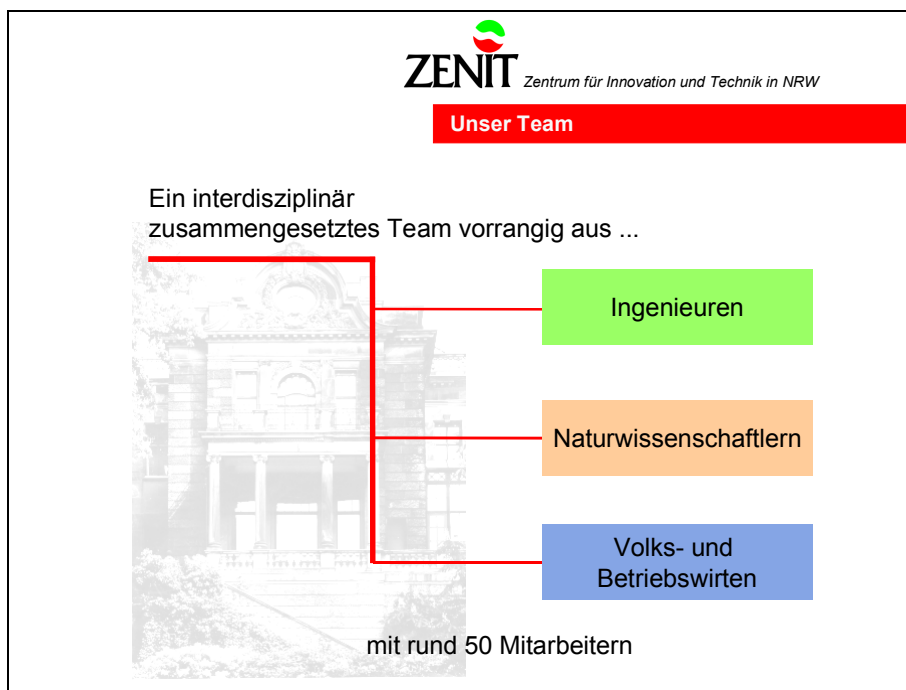 ZENIT Zentrum für Innovation und Technik in NRW
Unser Team
Ein interdisziplinär
zusammengesetztes Team vorrangig aus ...
Ingenieuren
Naturwissenschaftlern
Volks- und
Betriebswirten
mit rund 50 Mitarbeitern